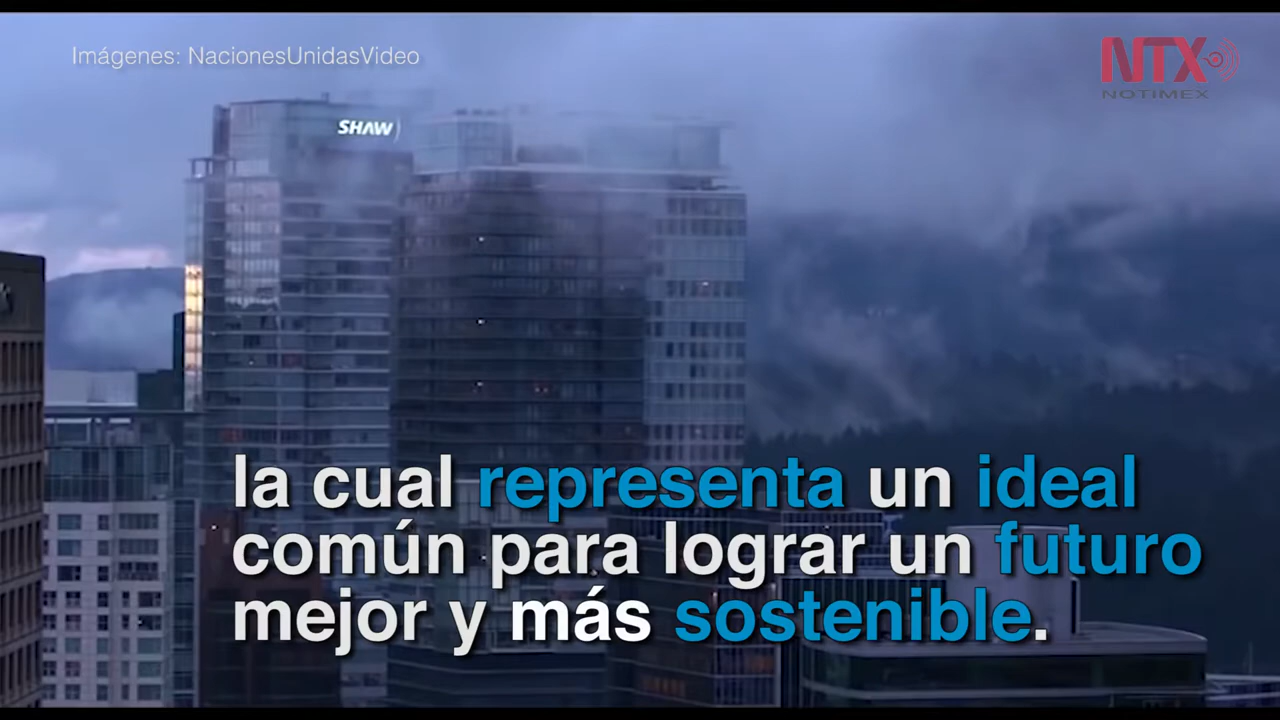 Imágenes: NacionesUnidasVideo
NTX
NOTIMEX
SHAW)
la cual representa un ideal
común para lograr un futuro
mejor y más sostenible.